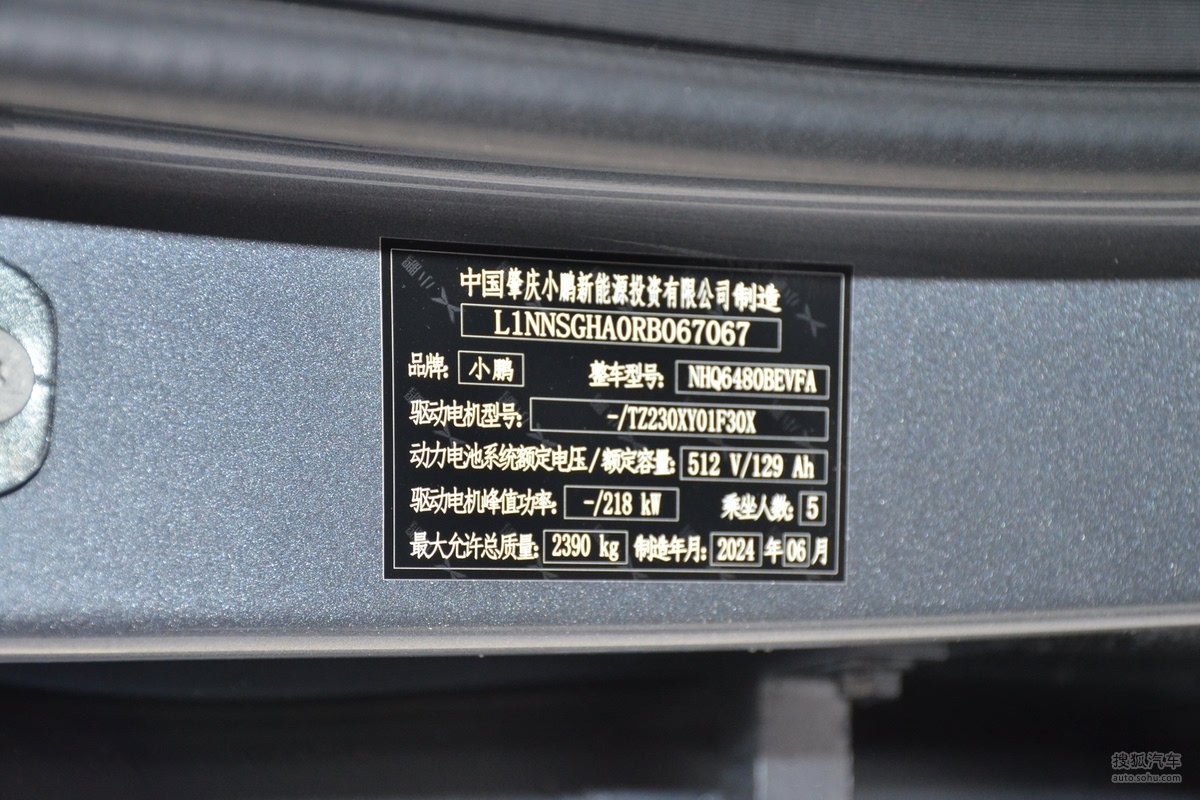 中国肇庆小鹏新能源投资有限公司制造
L1NNSGHA0RB067067
品牌: 小鹏 整车型号: NHQ6480BEVFA
驱动电机型号: -/TZ230XY01F30X
动力电池系统额定电压/额定容量: 512 V/129 Ah
驱动电机峰值功率: -/218 kW 乘坐人数: 5
最大允许总质量: 2390 kg 制造年月: 2024 年 06 月
搜狐汽车
auto.sohu.com